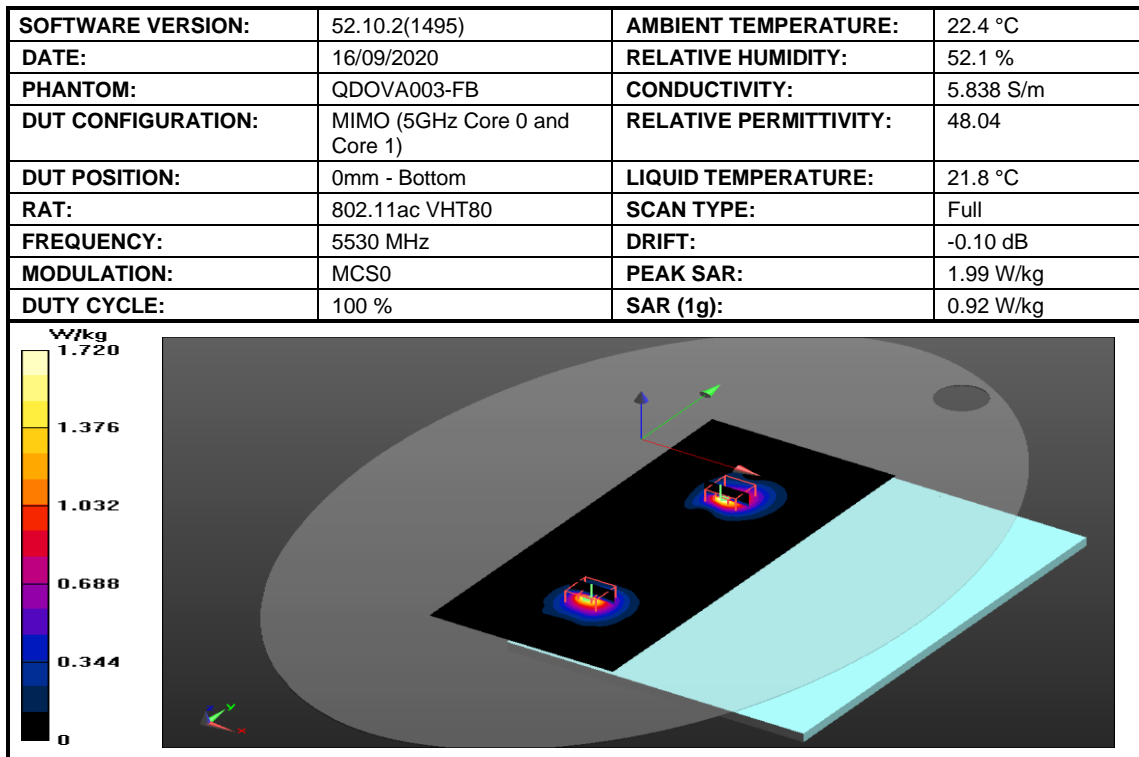 SOFTWARE VERSION: 52.10.2(1495) AMBIENT TEMPERATURE: 22.4 °C
DATE: 16/09/2020 RELATIVE HUMIDITY: 52.1 %
PHANTOM: QDOVA003-FB CONDUCTIVITY: 5.838 S/m
DUT CONFIGURATION: MIMO (5GHz Core 0 and RELATIVE PERMITTIVITY: 48.04
Core 1)
DUT POSITION: 0mm - Bottom LIQUID TEMPERATURE: 21.8 °C
RAT: 802.11ac VHT80 SCAN TYPE: Full
FREQUENCY: 5530 MHz DRIFT: -0.10 dB
MODULATION: MCS0 PEAK SAR: 1.99 W/kg
DUTY CYCLE: 100 % SAR (1g): 0.92 W/kg
W/kg
1.720
1.376
1.032
0.688
0.344
0
z
y
x